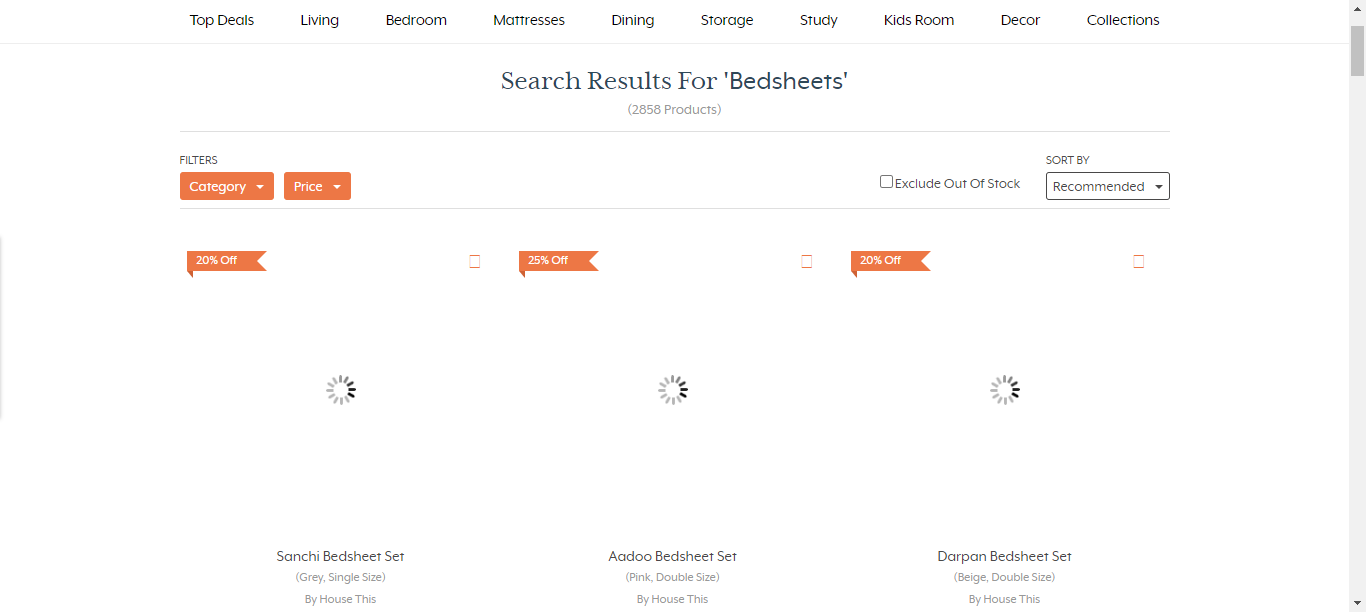 Top Deals Living Bedroom Mattresses Dining Storage Study Kids Room Decor Collections
Search Results For 'Bedsheets'
(2858 Products)
FILTERS SORT BY
Category Price Exclude Out Of Stock Recommended
20% Off 25% Off 20% Off
Sanchi Bedsheet Set Aadoo Bedsheet Set Darpan Bedsheet Set
(Grey, Single Size) (Pink, Double Size) (Beige, Double Size)
By House This By House This By House This